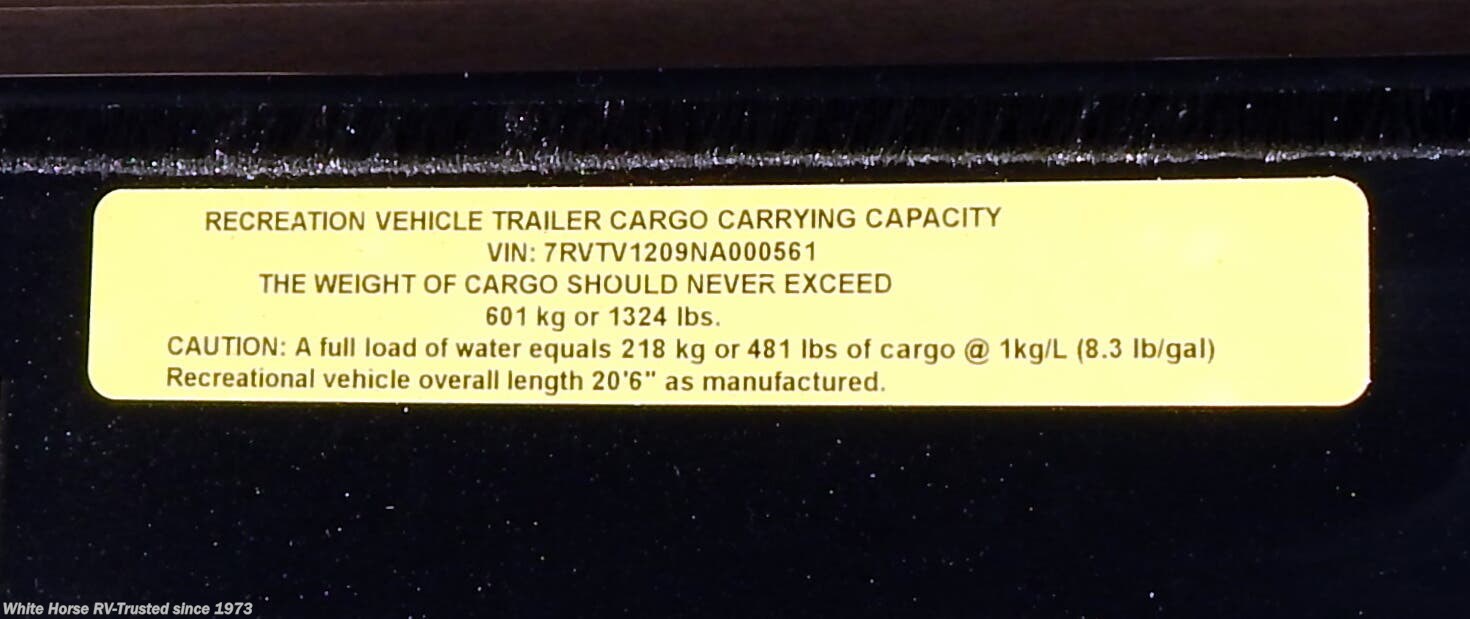 RECREATION VEHICLE TRAILER CARGO CARRYING CAPACITY
VIN: 7RVTV1209NA000561
THE WEIGHT OF CARGO SHOULD NEVER EXCEED
601 kg or 1324 lbs.
CAUTION: A full load of water equals 218 kg or 481 lbs of cargo @ 1kg/L (8.3 lb/gal)
Recreational vehicle overall length 20'6" as manufactured.
White Horse RV-Trusted since 1973